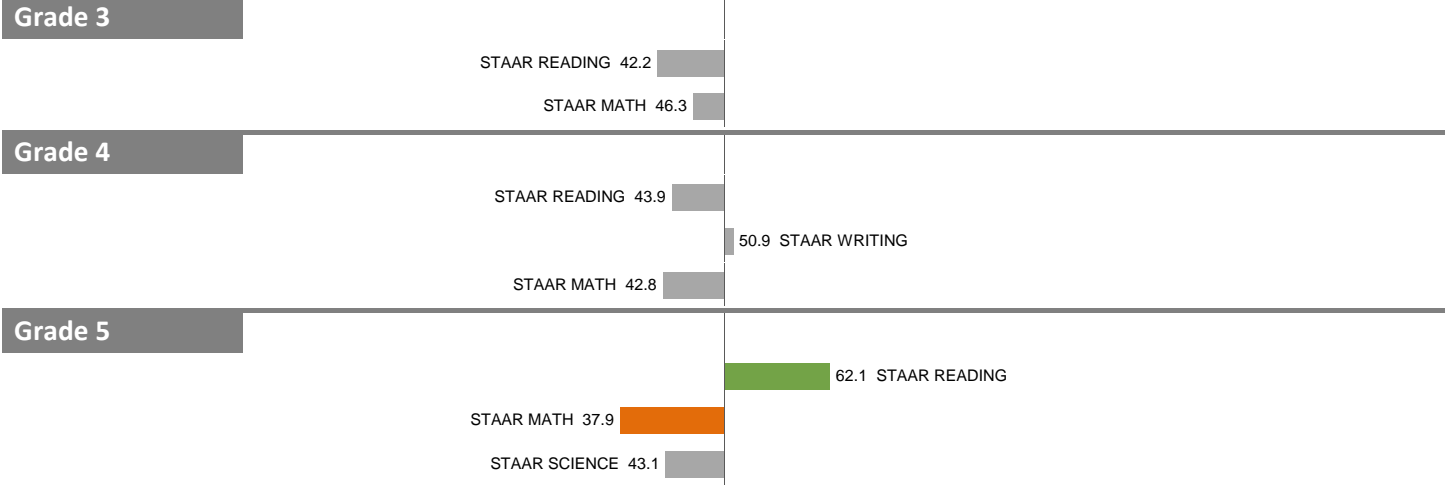 Grade 3
STAAR READING 42.2
STAAR MATH 46.3
Grade 4
STAAR READING 43.9
50.9 STAAR WRITING
STAAR MATH 42.8
Grade 5
62.1 STAAR READING
STAAR MATH 37.9
STAAR SCIENCE 43.1